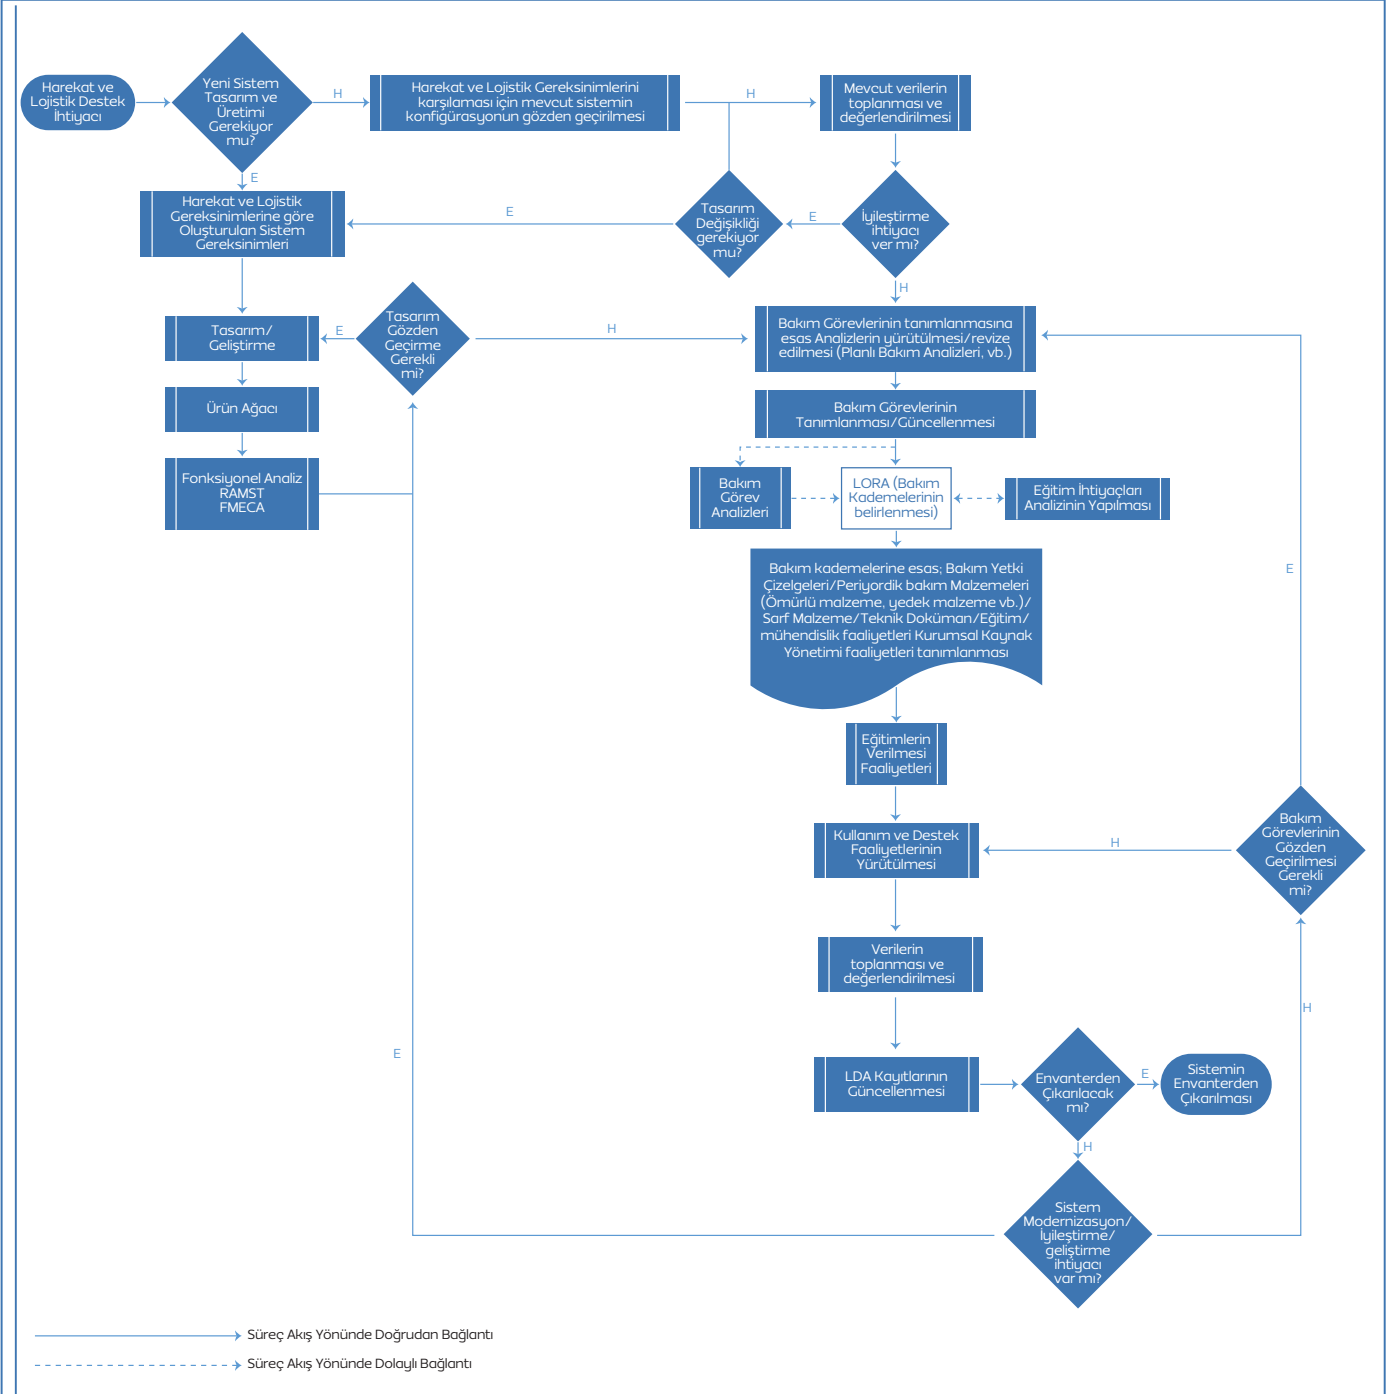 Harekat ve
Lojistik Destek
İhtiyacı
Yeni Sistem
Tasarım ve
Üretimi
Gerekiyor
mu?
H
Harekat ve Lojistik Gereksinimlerini
karşılaması için mevcut sistemin
konfigürasyonun gözden geçirilmesi
H
Mevcut verilerin
toplanması ve
değerlendirilmesi
E
Harekat ve Lojistik
Gereksinimlerine göre
Oluşturulan Sistem
Gereksinimleri
E
Tasarım
Değişikliği
gerekiyor
mu?
E
İyileştirme
ihtiyacı
ver mı?
H
Tasarım/
Geliştirme
E
Tasarım
Gözden
Geçirme
Gerekli
mi?
H
Bakım Görevlerinin tanımlanmasına
esas Analizlerin yürütülmesi/revize
edilmesi (Planlı Bakım Analizleri, vb.)
Ürün Ağacı
Bakım Görevlerinin
Tanımlanması/Güncellenmesi
Fonksiyonel Analiz
RAMST
FMECA
Bakım
Görev
Analizleri
LORA (Bakım
Kademelerinin
belirlenmesi)
Eğitim İhtiyaçları
Analizinin Yapılması
Bakım kademelerine esas; Bakım Yetki
Çizelgeleri/Periyordik bakım Malzemeleri
(Ömürlü malzeme, yedek malzeme vb.)/
Sarf Malzeme/Teknik Doküman/Eğitim/
mühendislik faaliyetleri Kurumsal Kaynak
Yönetimi faaliyetleri tanımlanması
E
Eğitimlerin
Verilmesi
Faaliyetleri
Kullanım ve Destek
Faaliyetlerinin
Yürütülmesi
H
Bakım
Görevlerinin
Gözden
Geçirilmesi
Gerekli
mi?
Verilerin
toplanması ve
değerlendirilmesi
H
E
LDA Kayıtlarının
Güncellenmesi
Envanterden
Çıkarılacak
mı?
E
Sistemin
Envanterden
Çıkarılması
H
Sistem
Modernizasyon/
İyileştirme/
geliştirme
ihtiyacı
var mı?
Süreç Akış Yönünde Doğrudan Bağlantı
Süreç Akış Yönünde Dolaylı Bağlantı